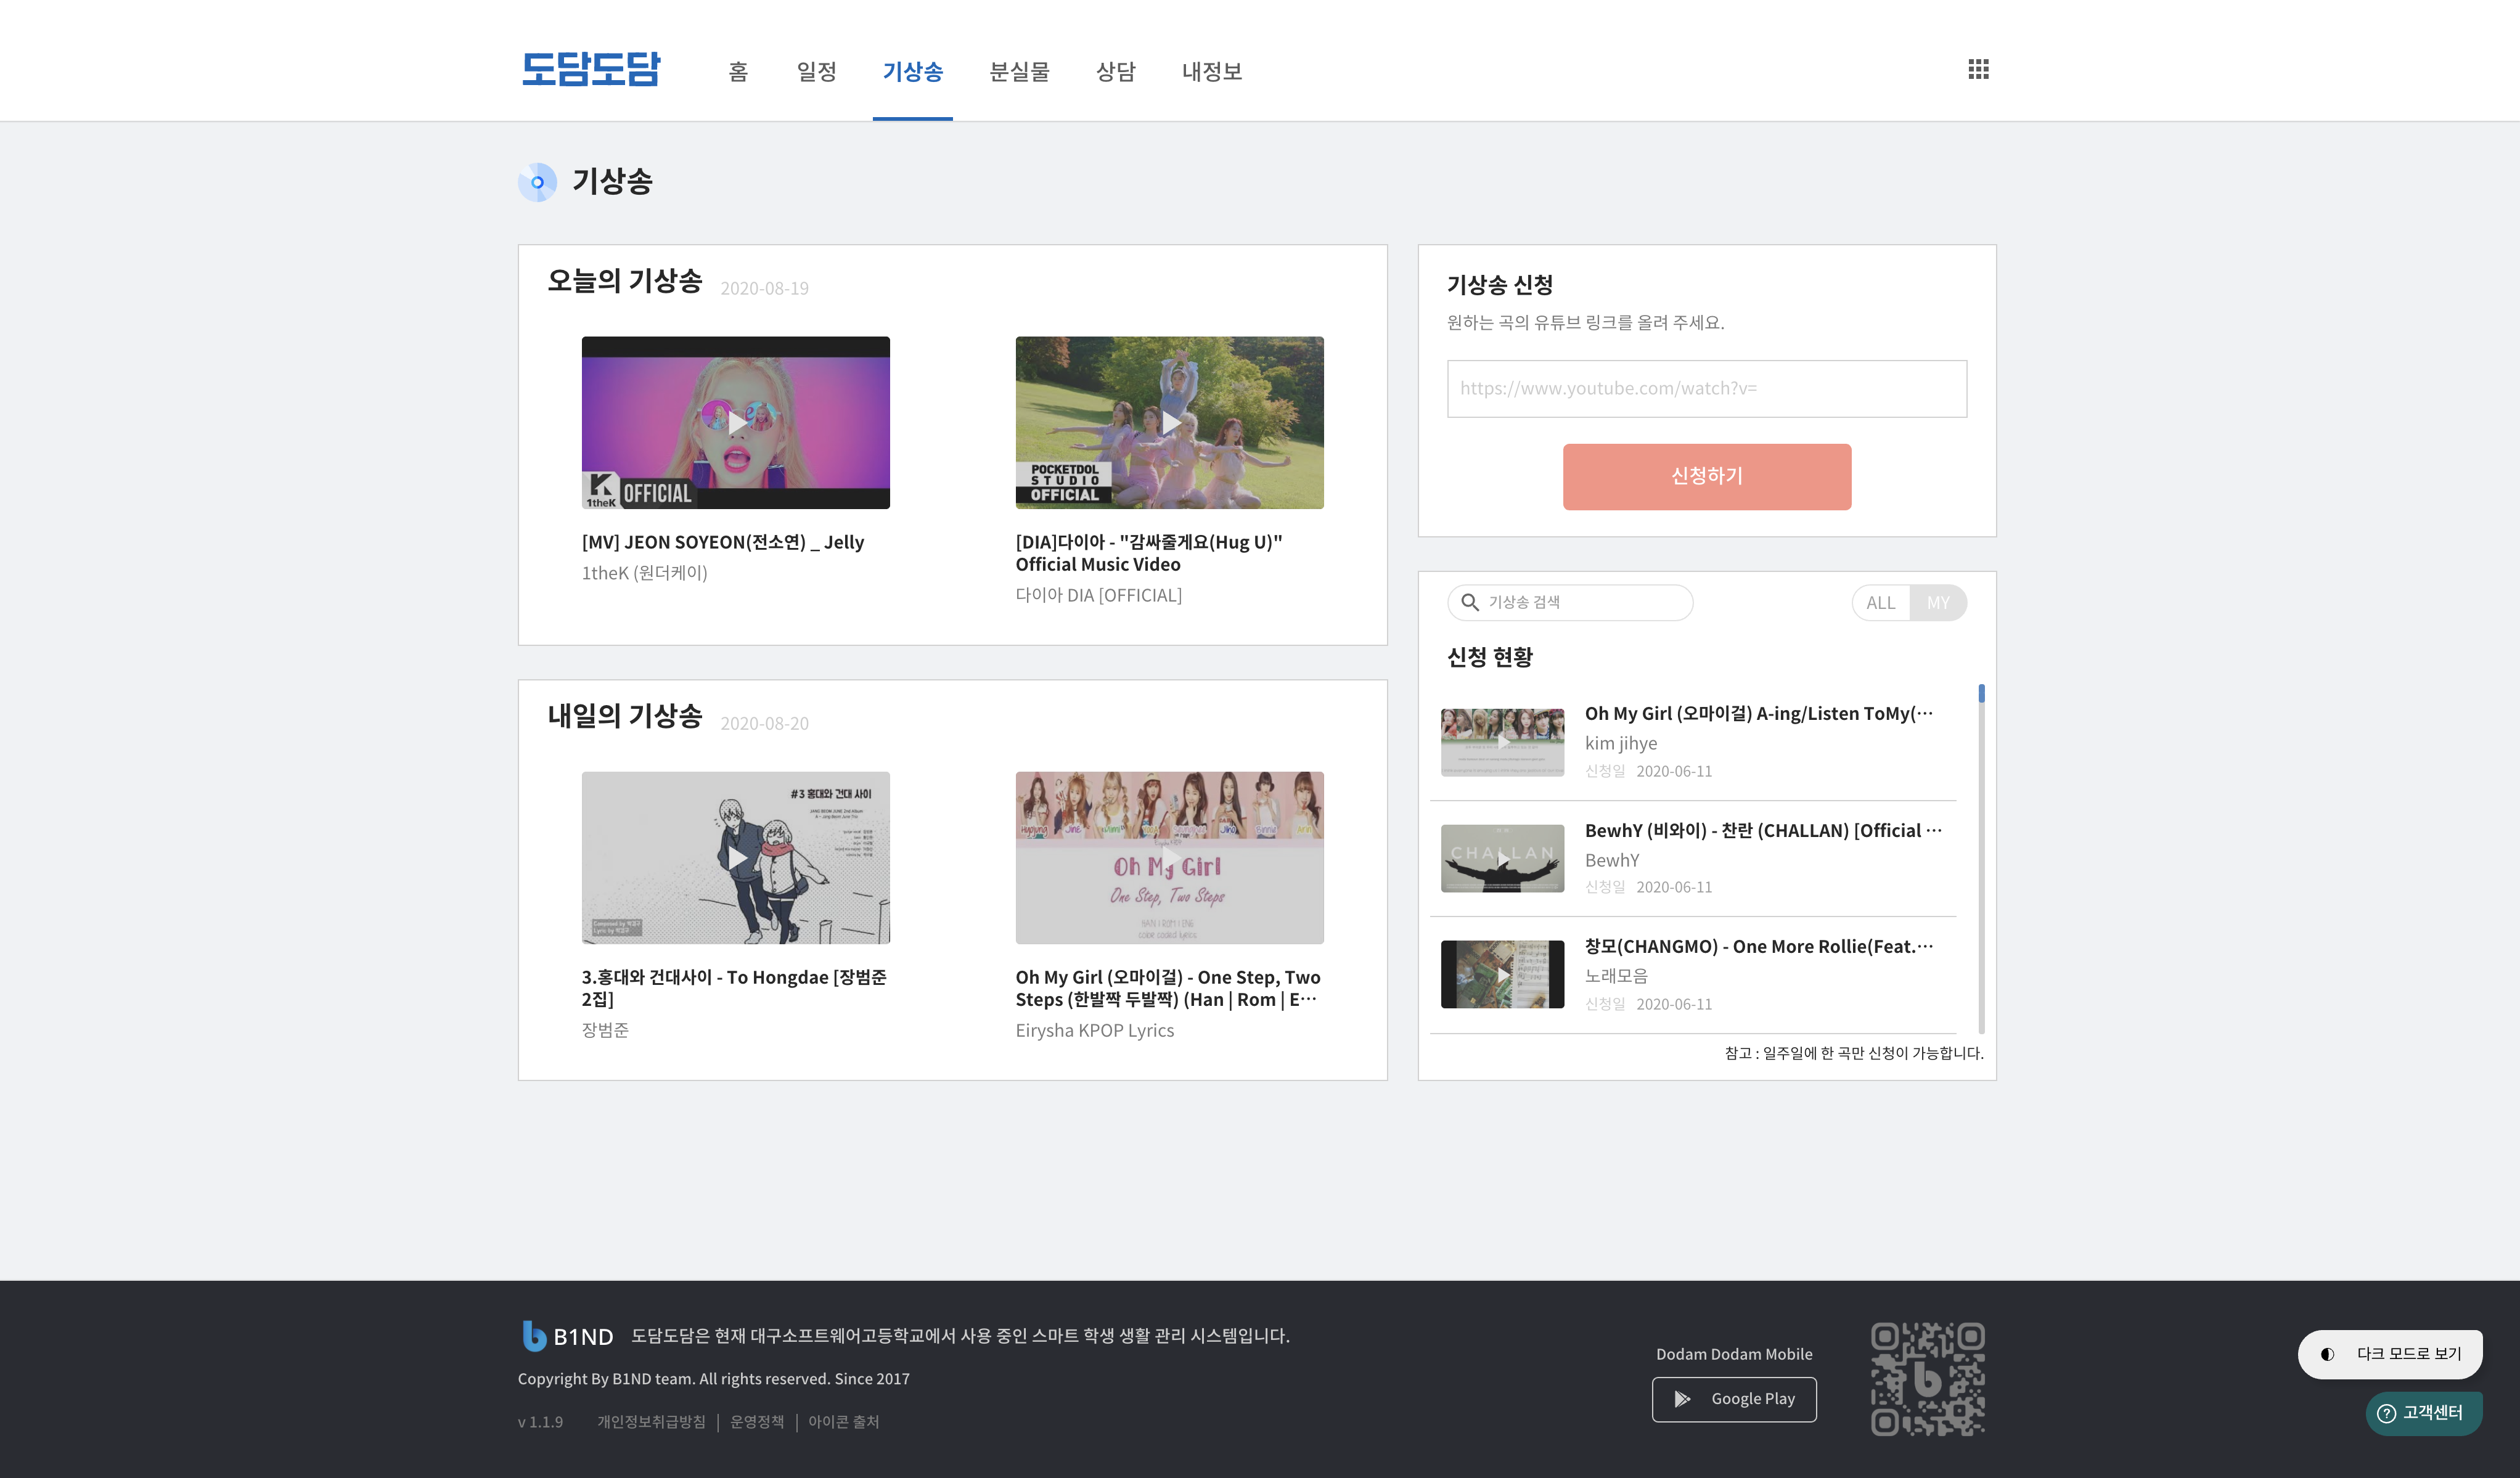 도담도담
홈 일정 기상송 분실물 상담 내정보
기상송
오늘의 기상송 2020-08-19
1theK OFFICIAL
[MV] JEON SOYEON(전소연) _ Jelly
1theK (원더케이)
POCKETDOL
STUDIO
OFFICIAL
[DIA]다이아 - "감싸줄게요(Hug U)"
Official Music Video
다이아 DIA [OFFICIAL]
내일의 기상송 2020-08-20
#3 홍대와 건대 사이
3.홍대와 건대사이 - To Hongdae [장범준
2집]
장범준
Oh My Girl
One Step, Two Steps
HAN | ROM | ENG
color coded lyrics
Oh My Girl (오마이걸) - One Step, Two
Steps (한발짝 두발짝) (Han | Rom | E⋯
Eirysha KPOP Lyrics
기상송 신청
원하는 곡의 유튜브 링크를 올려 주세요.
https://www.youtube.com/watch?v=
신청하기
기상송 검색 ALL MY
신청 현황
Oh My Girl (오마이걸) A-ing/Listen ToMy(⋯
kim jihye
신청일 2020-06-11
CHALLAN
BewhY (비와이) - 찬란 (CHALLAN) [Official ⋯
BewhY
신청일 2020-06-11
창모(CHANGMO) - One More Rollie(Feat.⋯
노래모음
신청일 2020-06-11
참고 : 일주일에 한 곡만 신청이 가능합니다.
B1ND 도담도담은 현재 대구소프트웨어고등학교에서 사용 중인 스마트 학생 생활 관리 시스템입니다.
Copyright By B1ND team. All rights reserved. Since 2017
v 1.1.9 개인정보취급방침 | 운영정책 | 아이콘 출처
Dodam Dodam Mobile
Google Play
다크 모드로 보기
고객센터